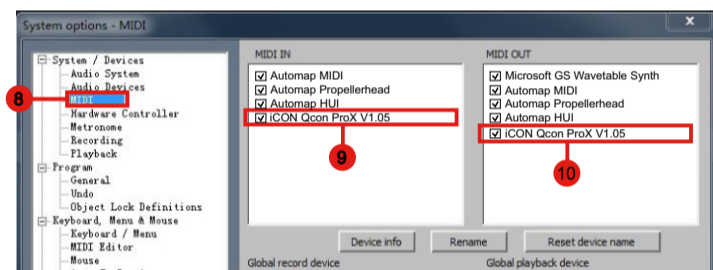 System options - MIDI
x
System / Devices
Audio System
Audio Devices
MIDI
Hardware Controller
Metronome
Recording
Playback
Program
General
Undo
Object Lock Definitions
Keyboard, Menu & Mouse
Keyboard / Menu
MIDI Editor
Mouse
8
MIDI IN
Automap MIDI
Automap Propellerhead
Automap HUI
iCON Qcon ProX V1.05
9
MIDI OUT
Microsoft GS Wavetable Synth
Automap MIDI
Automap Propellerhead
Automap HUI
iCON Qcon ProX V1.05
10
Device info
Rename
Reset device name
Global record device
Global playback device